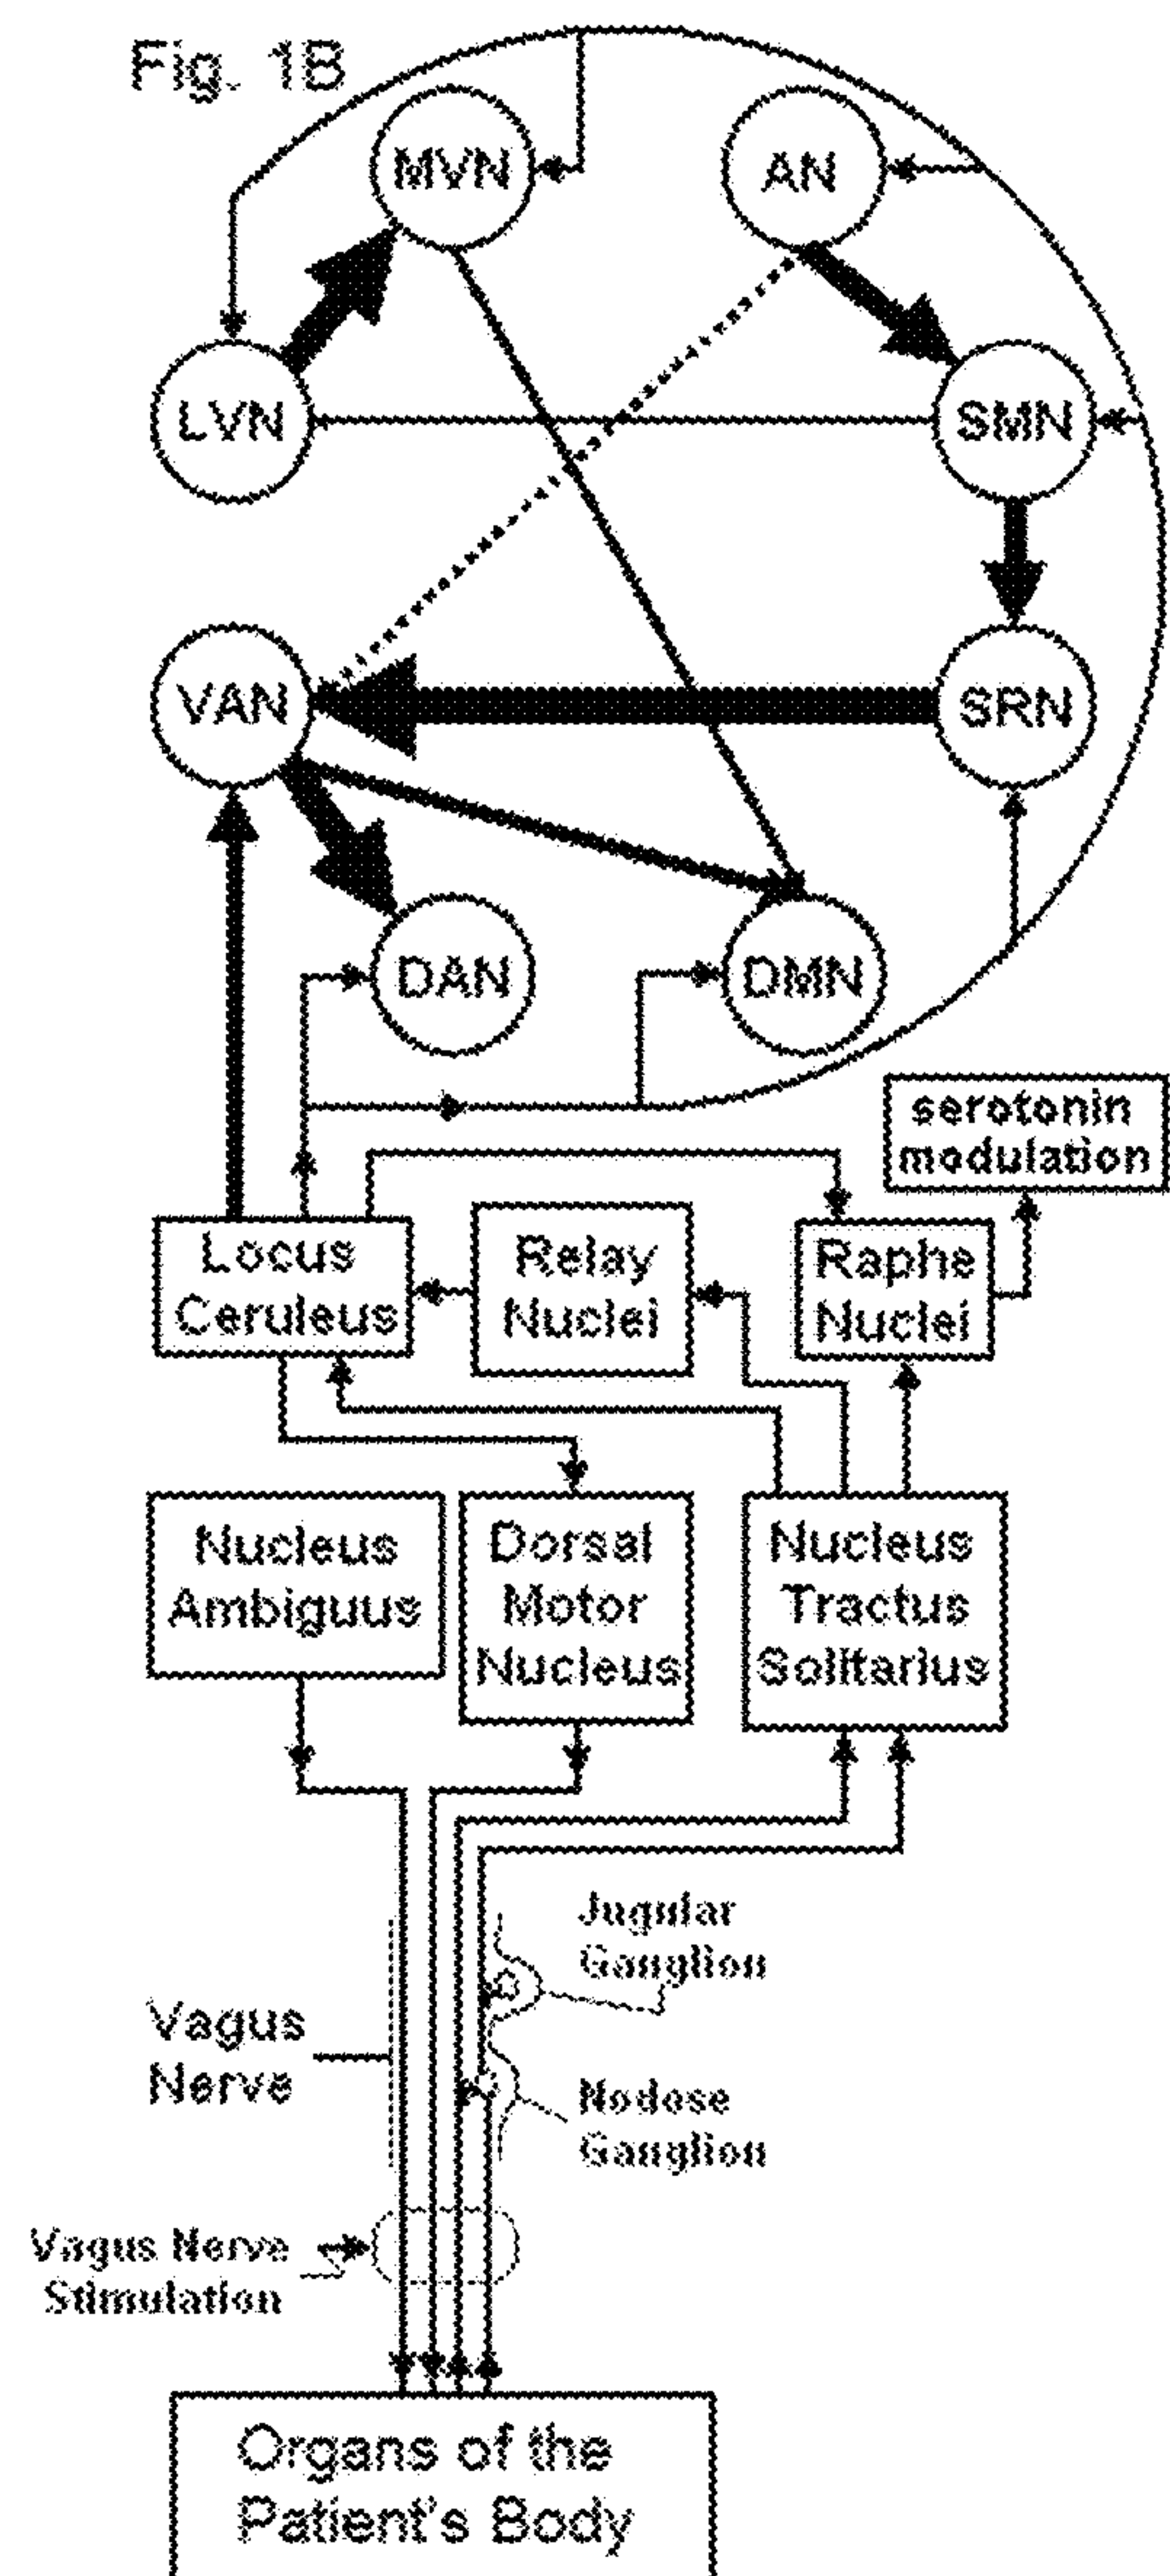 Fig. 1B
MVN
AN
LVN
SMN
VAN
SRN
DAN
DMN
serotonin
modulation
Locus
Ceruleus
Relay
Nuclei
Raphe
Nuclei
Nucleus
Ambiguus
Dorsal
Motor
Nucleus
Nucleus
Tractus
Solitarius
Jugular
Ganglion
Vagus
Nerve
Nodose
Ganglion
Vagus Nerve
Stimulation
Organs of the
Patient's Body